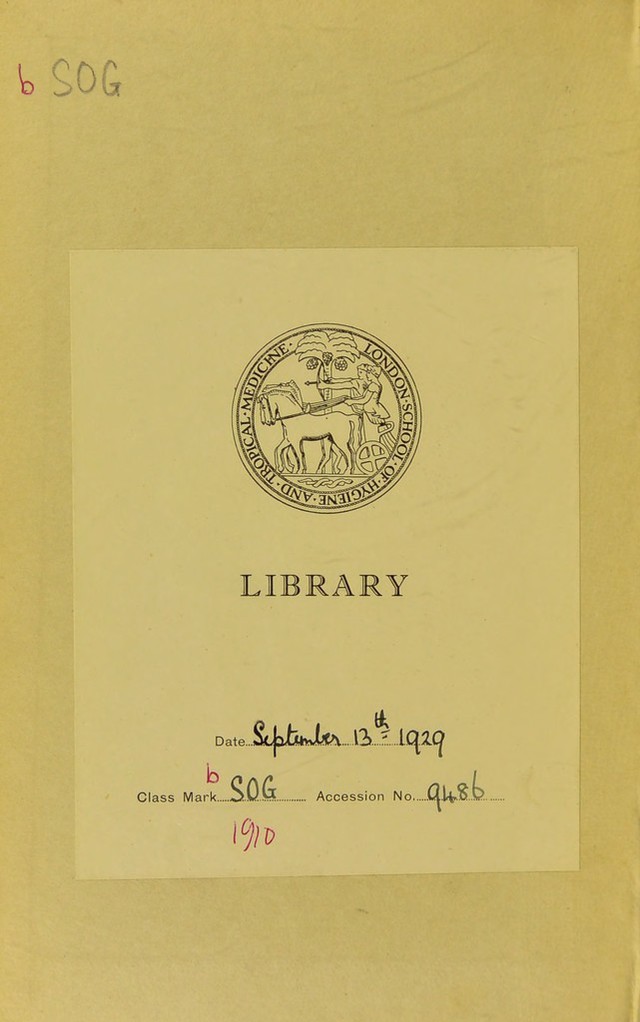 b SOG
LONDON·SCHOOL·OF·HYGIENE·AND·TROPICAL·MEDICINE·
LIBRARY
Date September 13th 1929
b
Class Mark SOG Accession No. 9486
1910